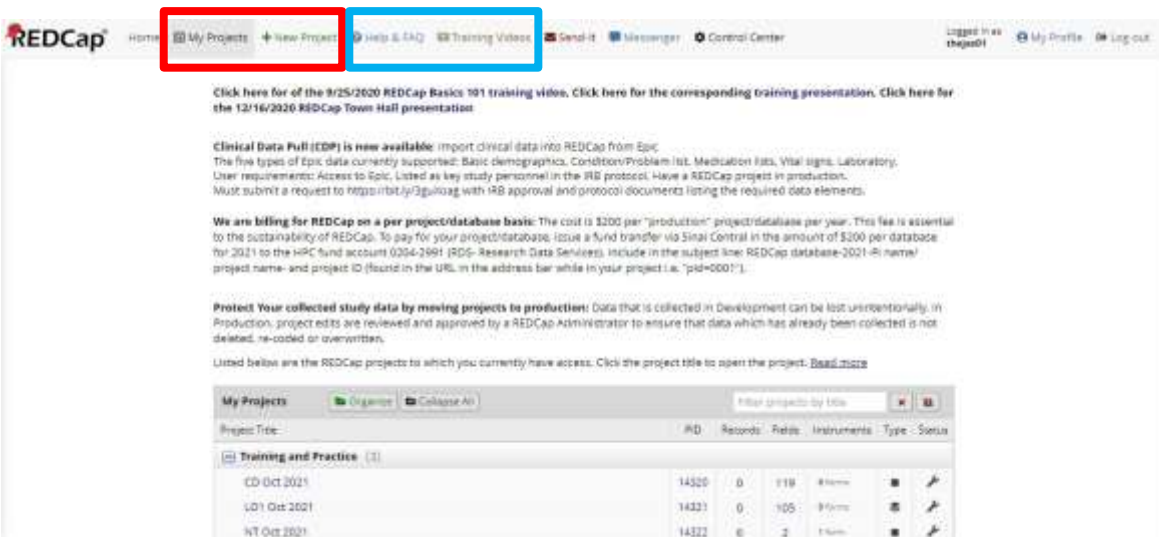 REDCap Home My Projects + New Project Help & FAQ Training Videos Send-It Messenger Control Center Logged in as My Profile Log out
Click here for of the 9/25/2020 REDCap Basics 101 training video. Click here for the corresponding training presentation. Click here for
the 12/16/2020 REDCap Town Hall presentation
Clinical Data Pull (CDP) is now available: Import clinical data into REDCap from Epic
The five types of Epic data currently supported: Basic demographics, Condition/Problem list, Medication lists, Vital signs, Laboratory.
User requirements: Access to Epic, Listed as key study personnel in the IRB protocol, Have a REDCap project in production.
Must submit a request to with IRB approval and protocol documents listing the required data elements.
We are billing for REDCap on a per project/database basis: The cost is $200 per "production" project/database per year. This fee is essential
to the sustainability of REDCap. To pay for your project/database, issue a fund transfer via Sinai Central in the amount of $200 per database
for 2021 to the HPC fund account 0204-2991 (RDS- Research Data Services). Include in the subject line: REDCap database-2021-PI name/
project name- and project ID (found in the URL in the address bar while in your project i.e. "pid=0001").
Protect Your collected study data by moving projects to production: Data that is collected in Development can be lost unintentionally. In
Production, project edits are reviewed and approved by a REDCap Administrator to ensure that data which has already been collected is not
deleted, re-coded or overwritten.
Listed below are the REDCap projects to which you currently have access. Click the project title to open the project. Read more
My Projects Organize Collapse All Filter projects by title
Project Title PID Records Fields Instruments Type Status
Training and Practice (3)
CD Oct 2021 14320 0 119
LD1 Oct 2021 14321 0 105
NT Oct 2021 14322 0 2 1 form